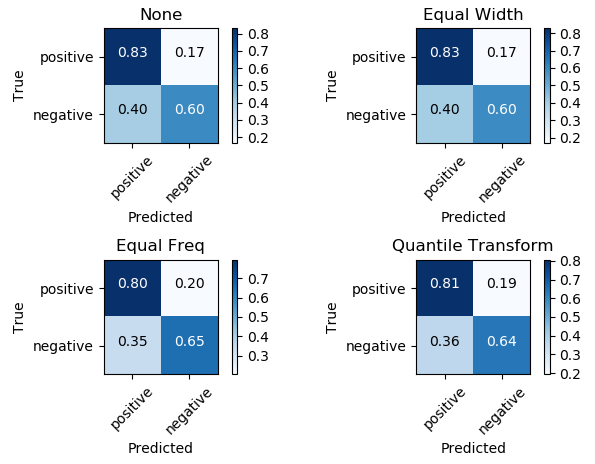 None
positive
negative
True
0.83 0.17
0.40 0.60
positive
negative
Predicted
0.8
0.7
0.6
0.5
0.4
0.3
0.2
Equal Width
positive
negative
True
0.83 0.17
0.40 0.60
positive
negative
Predicted
0.8
0.7
0.6
0.5
0.4
0.3
0.2
Equal Freq
positive
negative
True
0.80 0.20
0.35 0.65
positive
negative
Predicted
0.7
0.6
0.5
0.4
0.3
Quantile Transform
positive
negative
True
0.81 0.19
0.36 0.64
positive
negative
Predicted
0.8
0.7
0.6
0.5
0.4
0.3
0.2